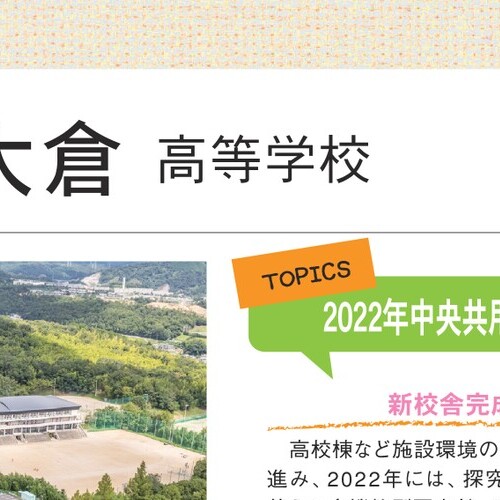 大倉 高等学校
TOPICS
2022年中央共用
新校舎完成
高校棟など施設環境の
進み、2022年には、探究